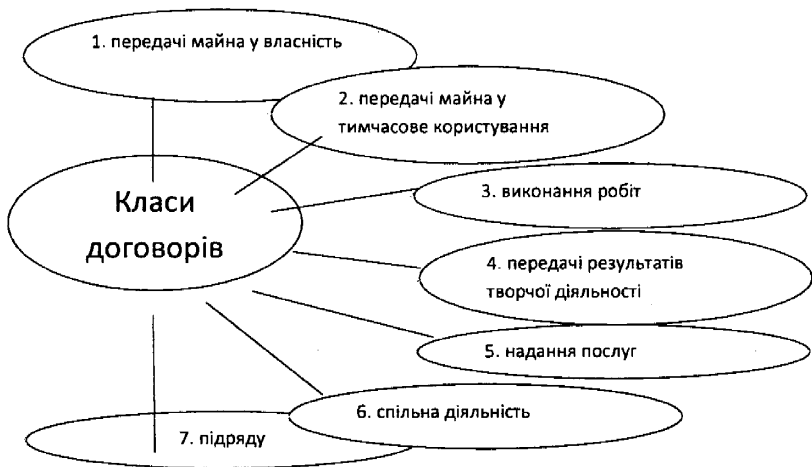 1. передачі майна у власність
2. передачі майна у
тимчасове користування
Класи
договорів
3. виконання робіт
4. передачі результатів
творчої діяльності
5. надання послуг
6. спільна діяльність
7. підряду